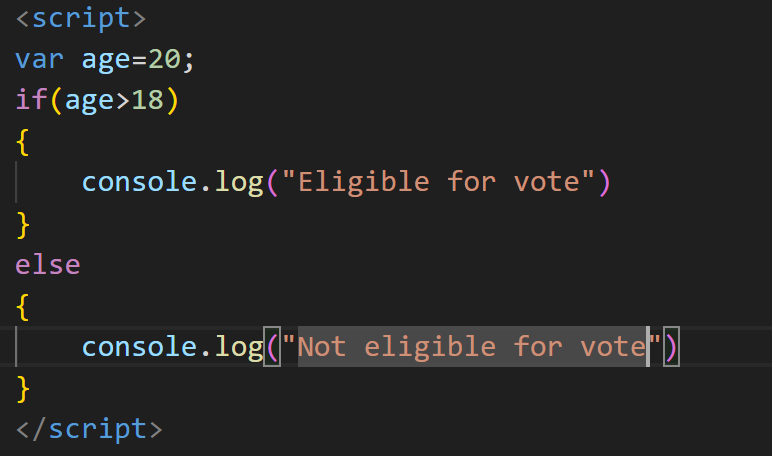 <script>
var age=20;
if(age>18)
{
    console.log("Eligible for vote")
}
else
{
    console.log("Not eligible for vote")
}
</script>